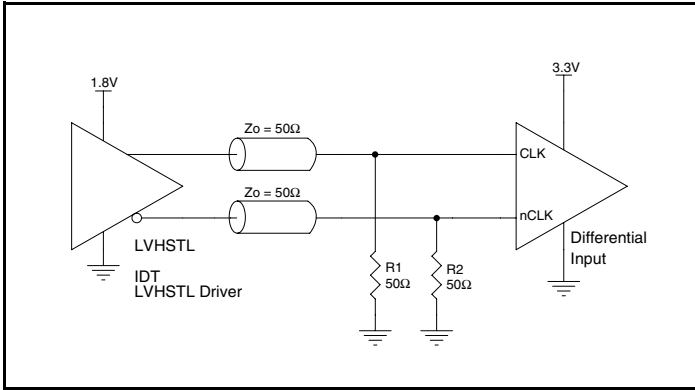 1.8V
3.3V
Zo = 50Ω
CLK
Zo = 50Ω
nCLK
LVHSTL
IDT
LVHSTL Driver
R1
50Ω
R2
50Ω
Differential
Input